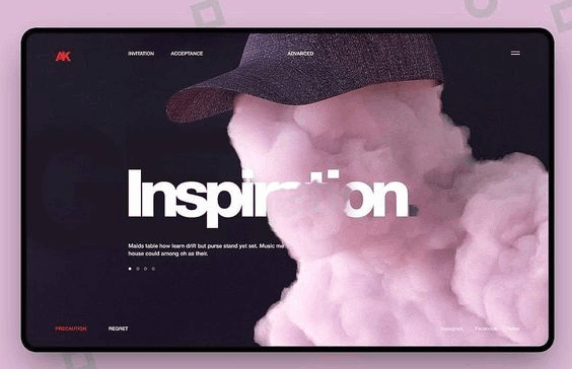 AK
INVITATION ACCEPTANCE ADVANCED
Inspiration
Maids table how learn drift but purse stand yet set. Music me
house could among oh as their.
PRECAUTION REGRET